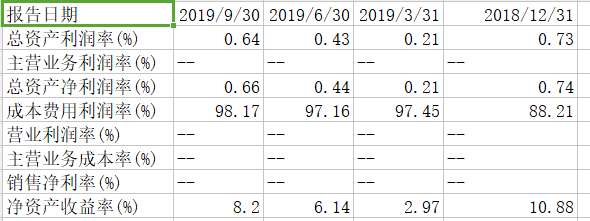 报告日期 2019/9/30 2019/6/30 2019/3/31 2018/12/31
总资产利润率(%) 0.64 0.43 0.21 0.73
主营业务利润率(%) -- -- -- --
总资产净利润率(%) 0.66 0.44 0.21 0.74
成本费用利润率(%) 98.17 97.16 97.45 88.21
营业利润率(%) -- -- -- --
主营业务成本率(%) -- -- -- --
销售净利率(%) -- -- -- --
净资产收益率(%) 8.2 6.14 2.97 10.88